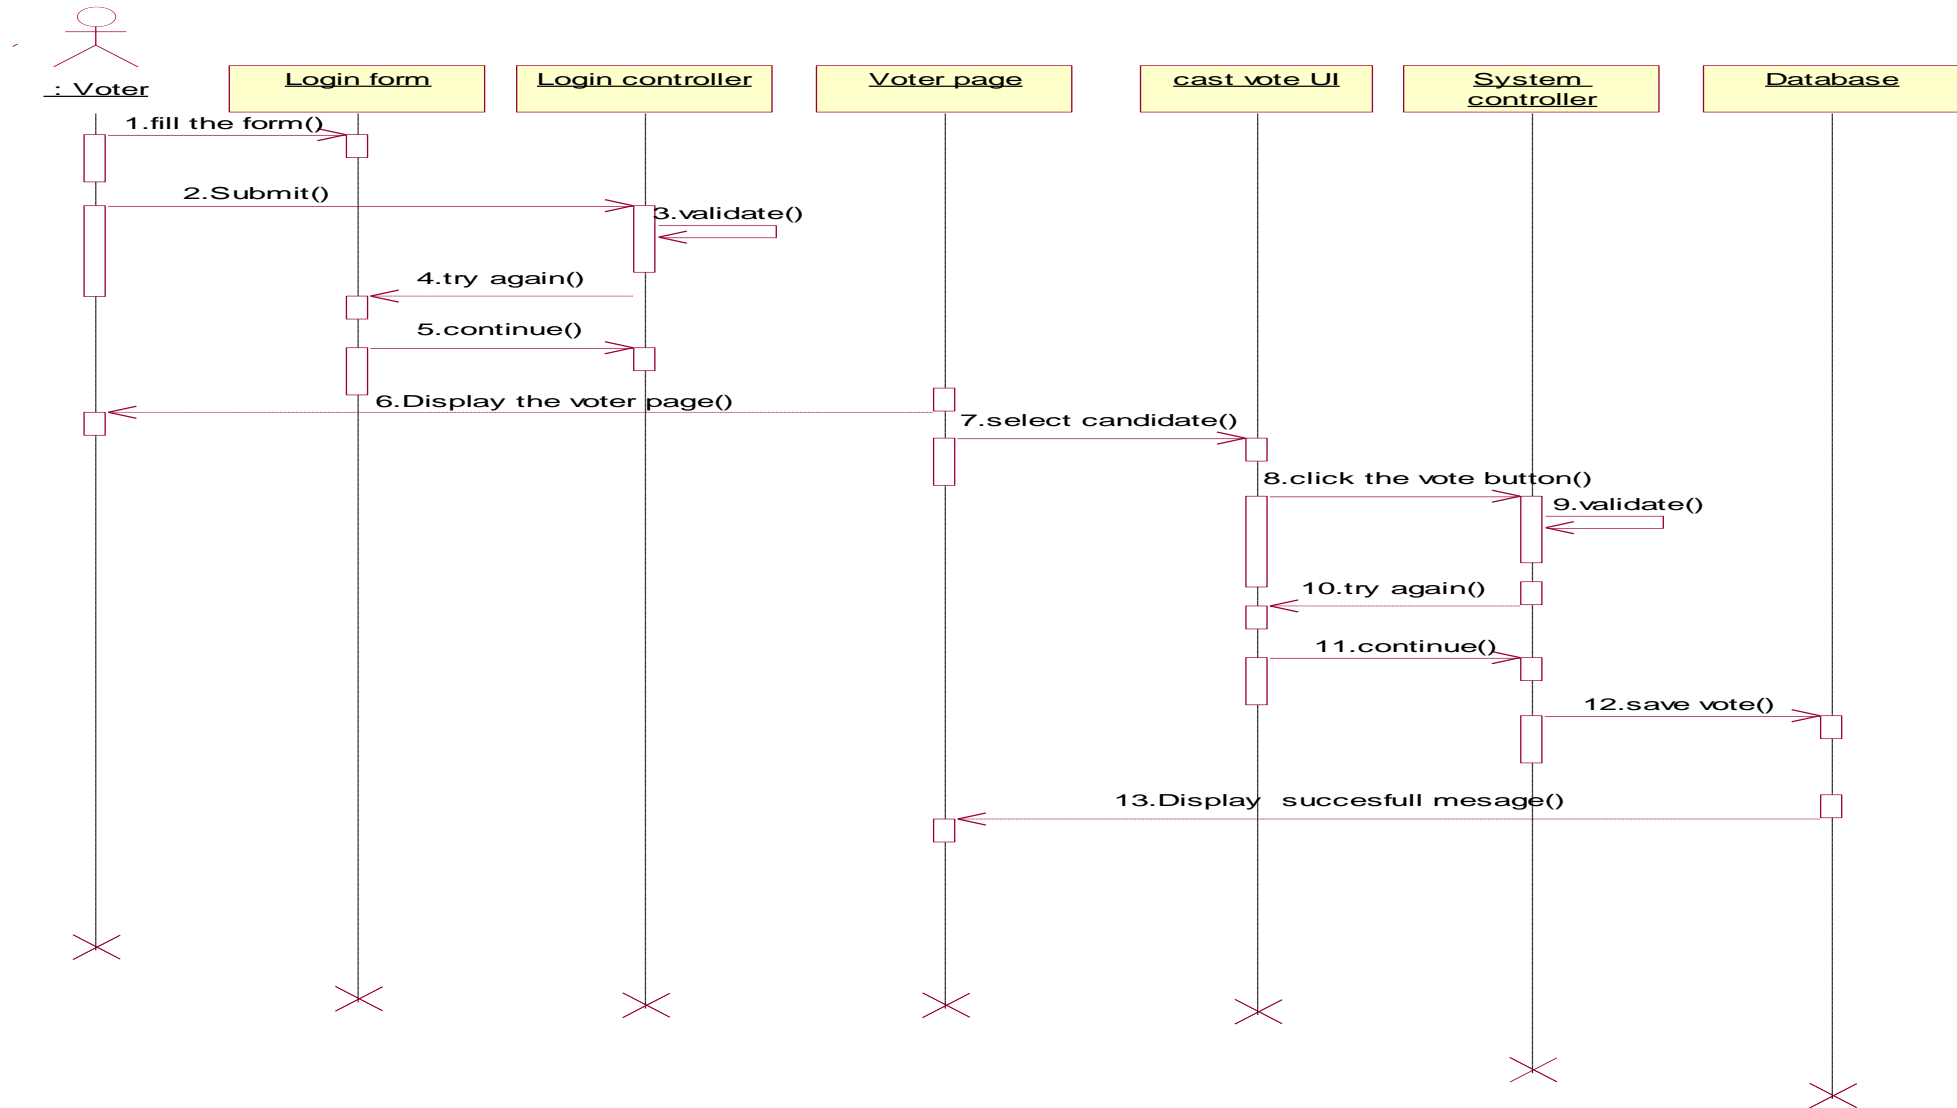 : Voter
Login form
Login controller
Voter page
cast vote UI
System
controller
Database
1.fill the form()
2.Submit()
3.validate()
4.try again()
5.continue()
6.Display the voter page()
7.select candidate()
8.click the vote button()
9.validate()
10.try again()
11.continue()
12.save vote()
13.Display  succesfull mesage()